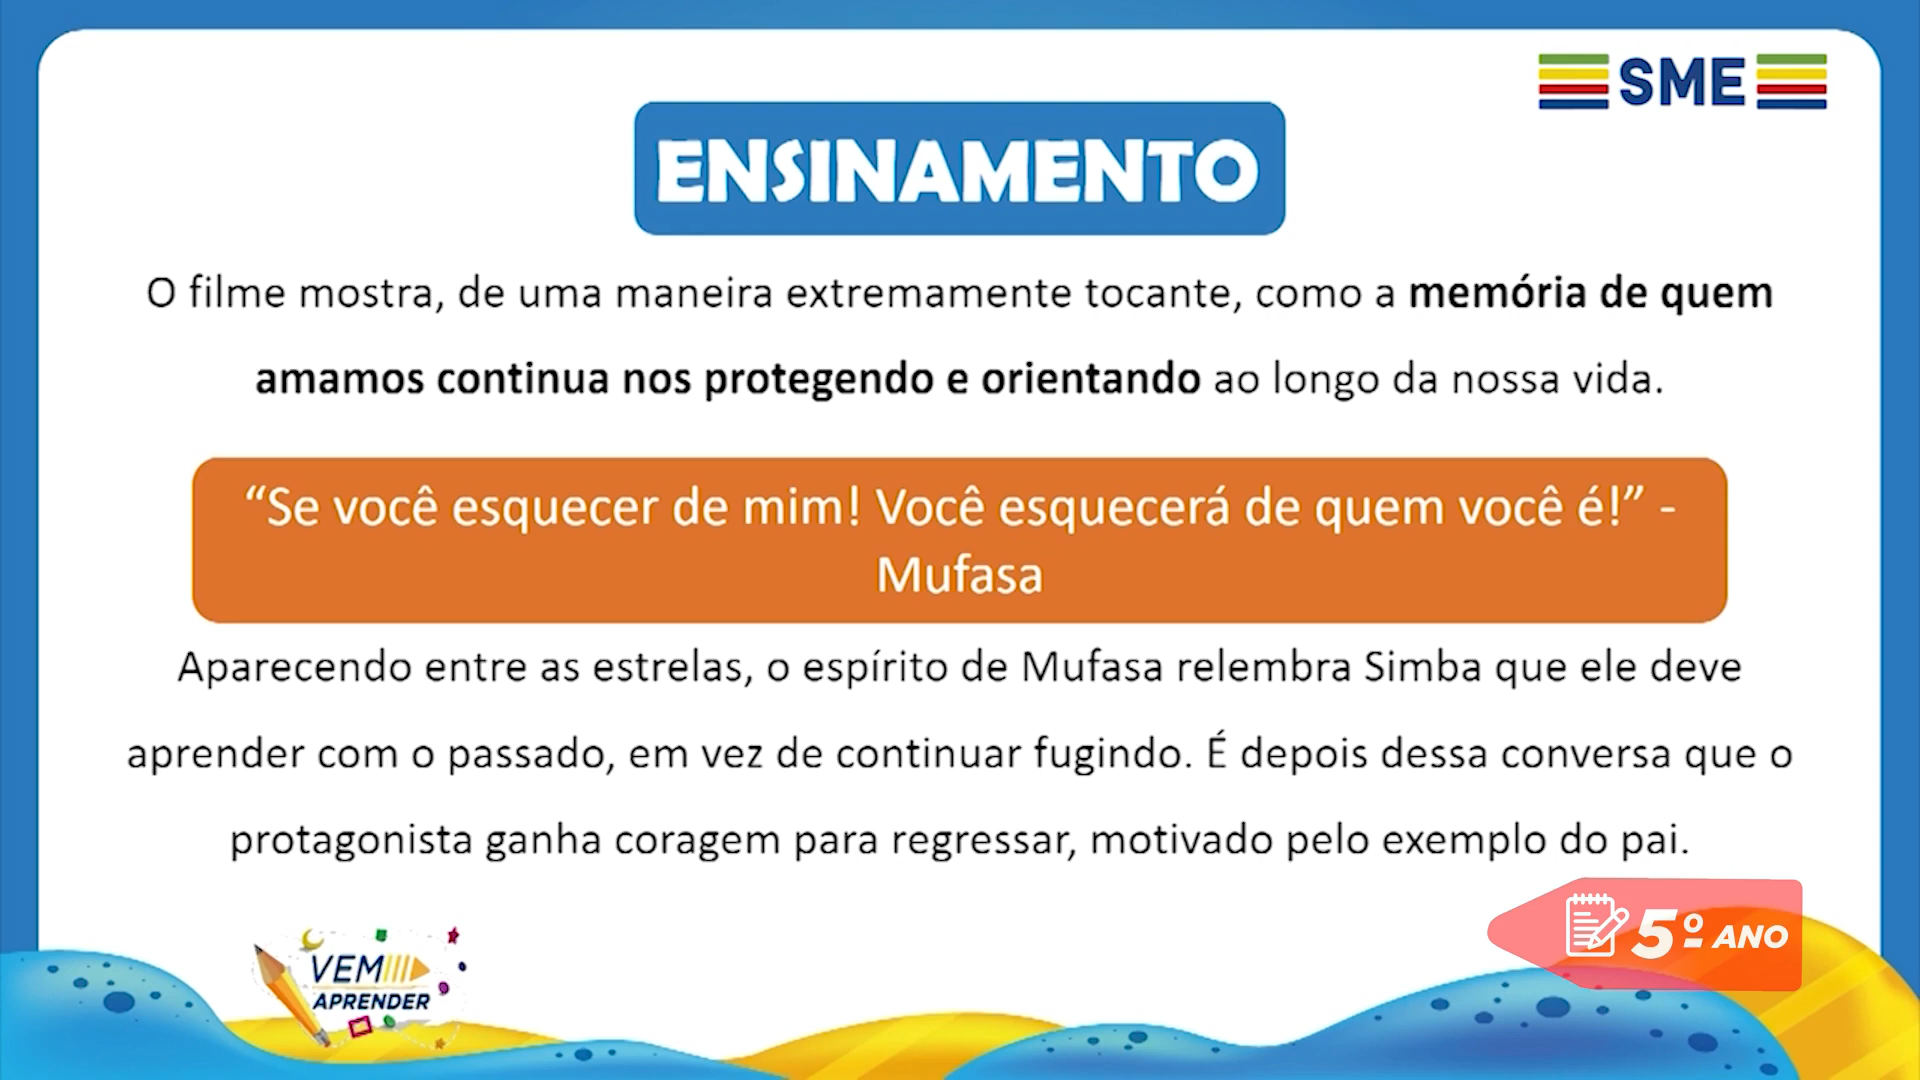 SME
ENSINAMENTO
O filme mostra, de uma maneira extremamente tocante, como a memória de quem
amamos continua nos protegendo e orientando ao longo da nossa vida.
“Se você esquecer de mim! Você esquecerá de quem você é!” -
Mufasa
Aparecendo entre as estrelas, o espírito de Mufasa relembra Simba que ele deve
aprender com o passado, em vez de continuar fugindo. É depois dessa conversa que o
protagonista ganha coragem para regressar, motivado pelo exemplo do pai.
VEM
APRENDER
5º ANO